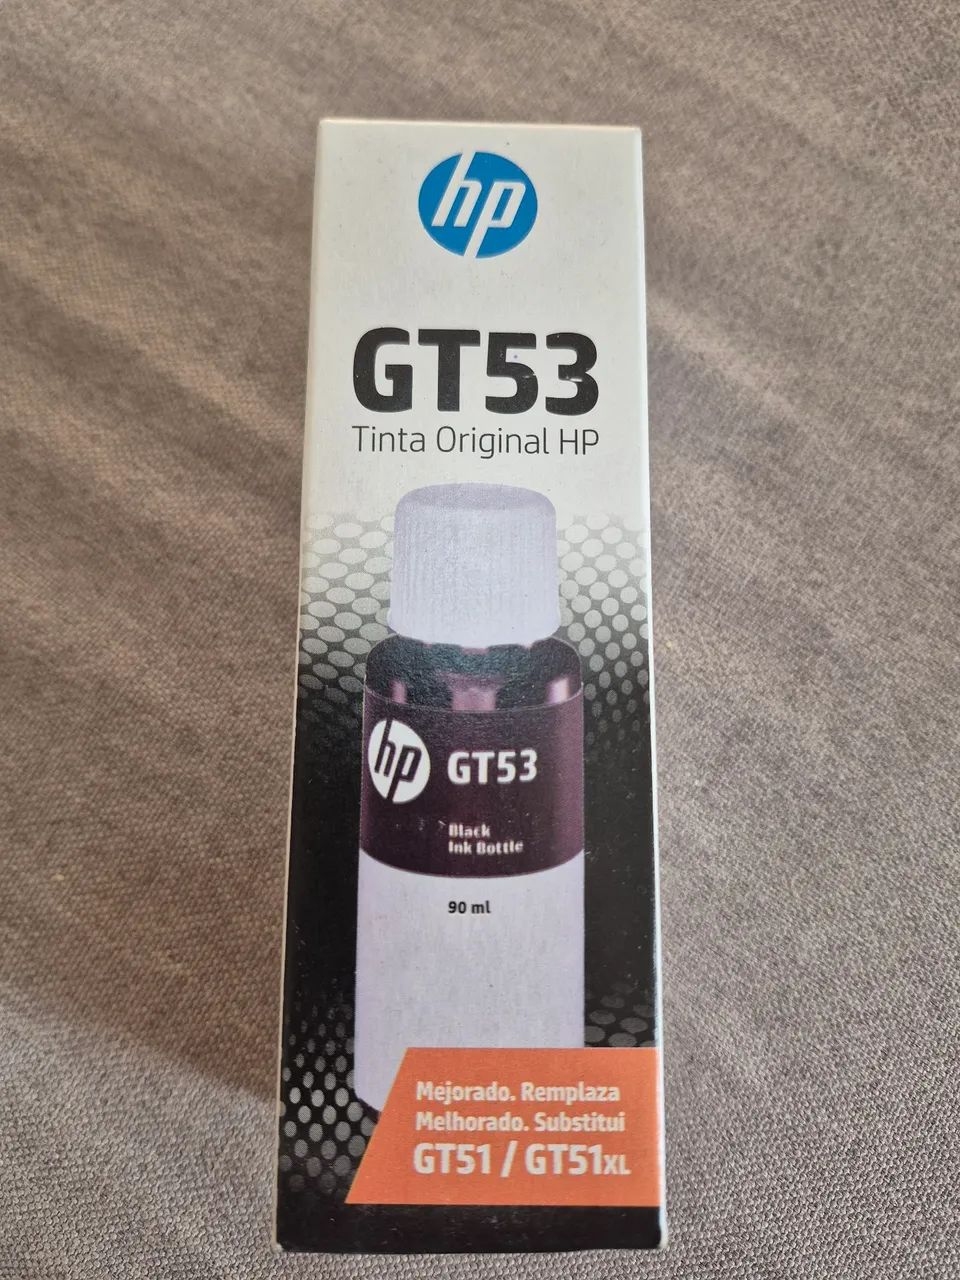 hp
GT53
Tinta Original HP
hp
GT53
Black
Ink Bottle
90 ml
Mejorado. Remplaza
Melhorado. Substitui
GT51 / GT51XL